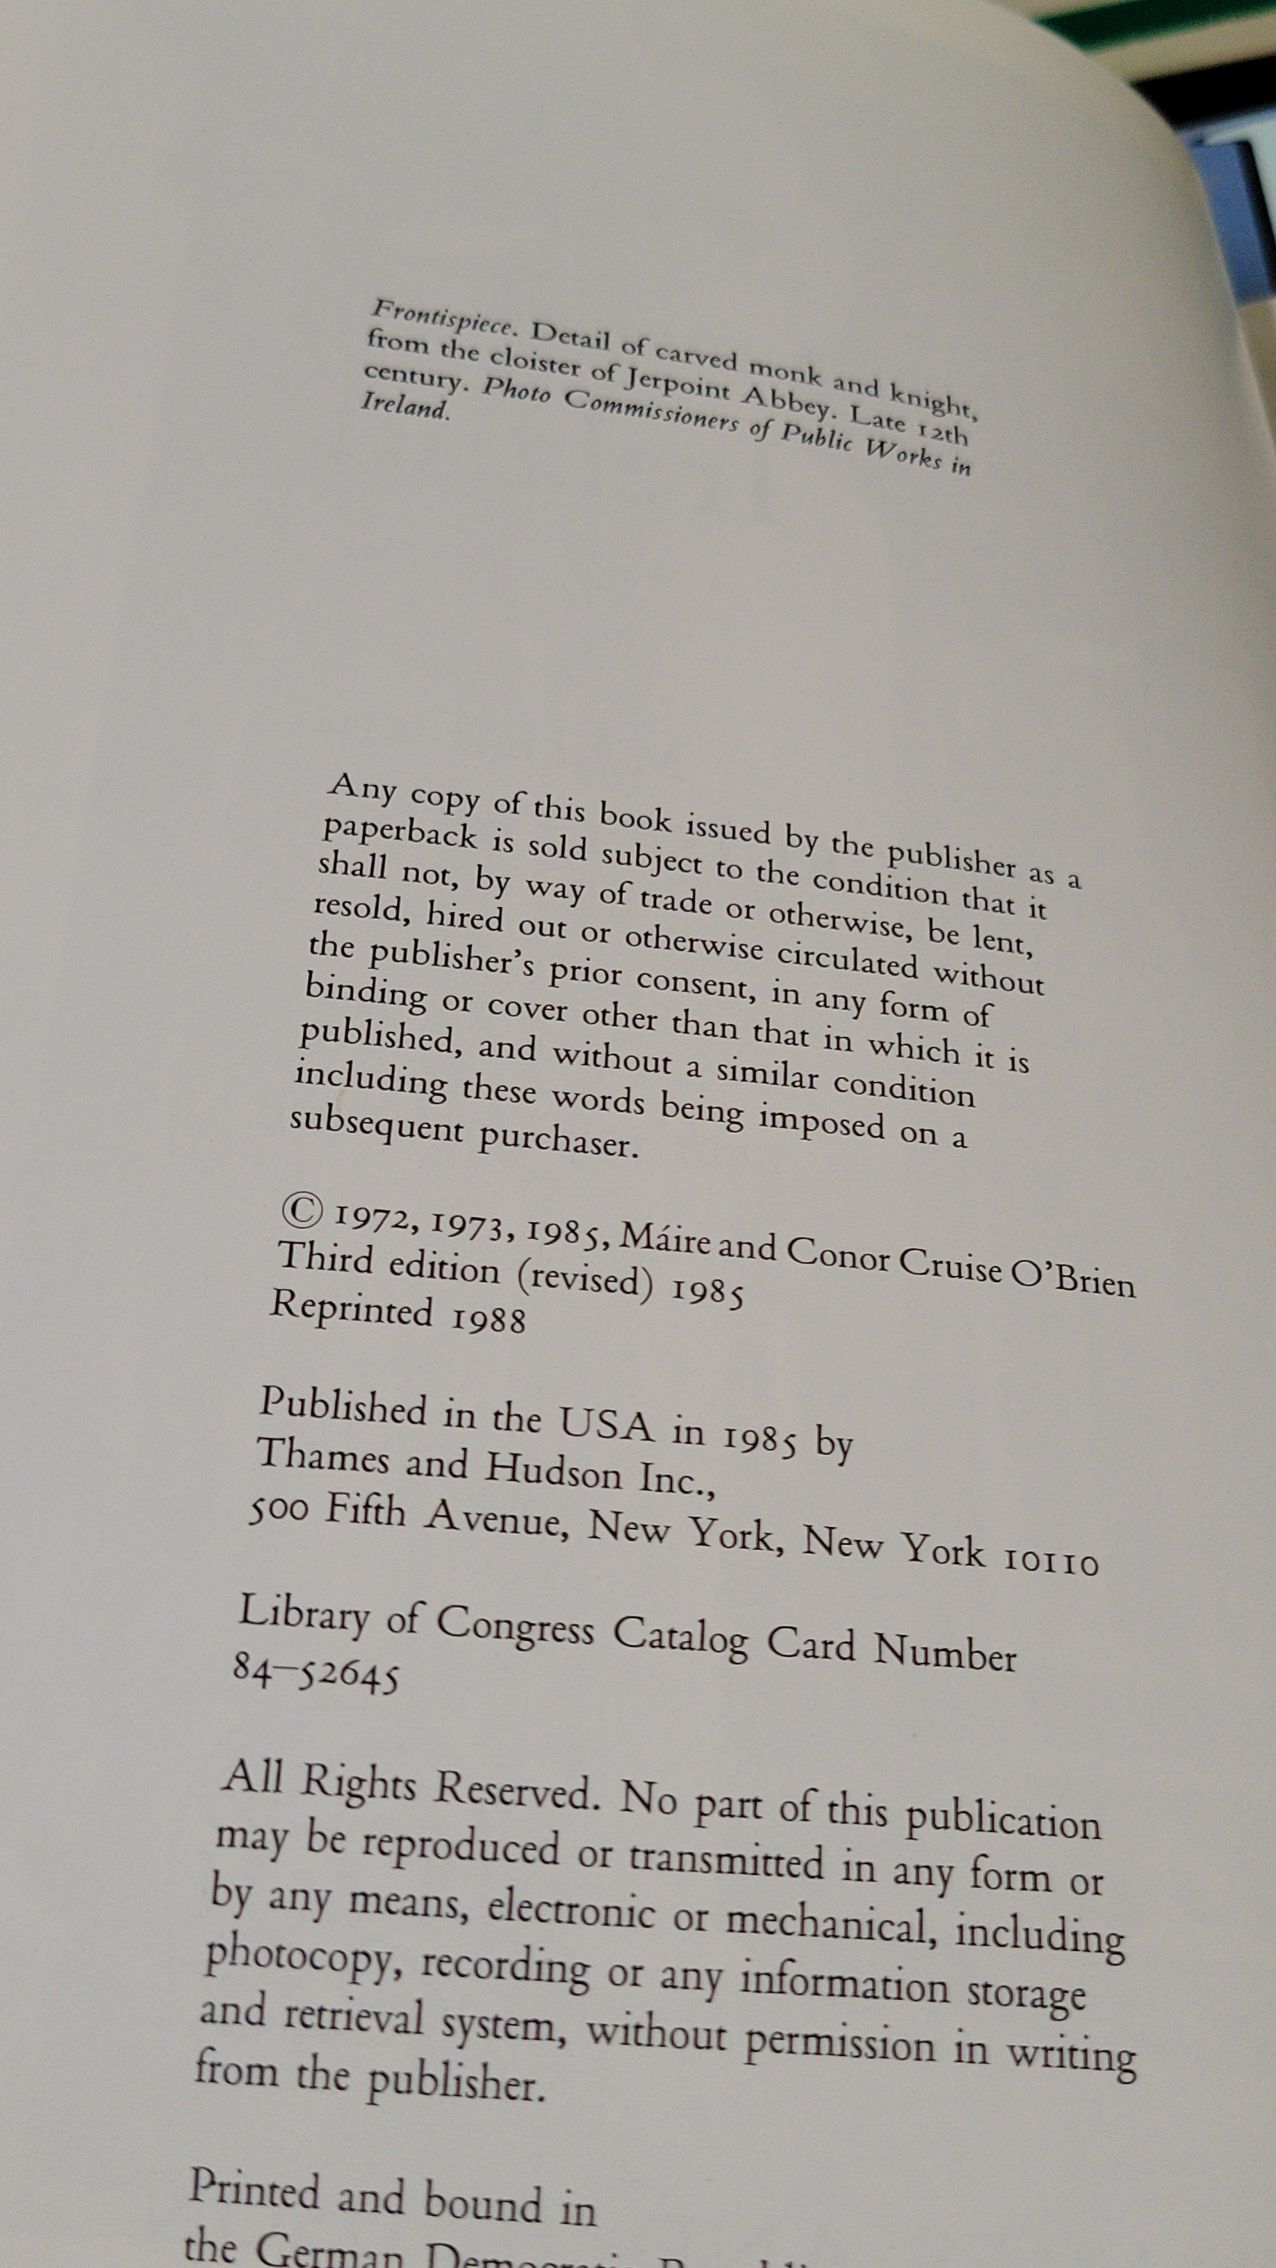 Frontispiece. Detail of carved monk and knight,
from the cloister of Jerpoint Abbey. Late 12th
century. Photo Commissioners of Public Works in
Ireland.
Any copy of this book issued by the publisher as a
paperback is sold subject to the condition that it
shall not, by way of trade or otherwise, be lent,
resold, hired out or otherwise circulated without
the publisher's prior consent, in any form of
binding or cover other than that in which it is
published, and without a similar condition
including these words being imposed on a
subsequent purchaser.
© 1972, 1973, 1985, Máire and Conor Cruise O'Brien
Third edition (revised) 1985
Reprinted 1988
Published in the USA in 1985 by
Thames and Hudson Inc.,
500 Fifth Avenue, New York, New York 10110
Library of Congress Catalog Card Number
84–52645
All Rights Reserved. No part of this publication
may be reproduced or transmitted in any form or
by any means, electronic or mechanical, including
photocopy, recording or any information storage
and retrieval system, without permission in writing
from the publisher.
Printed and bound in
the German